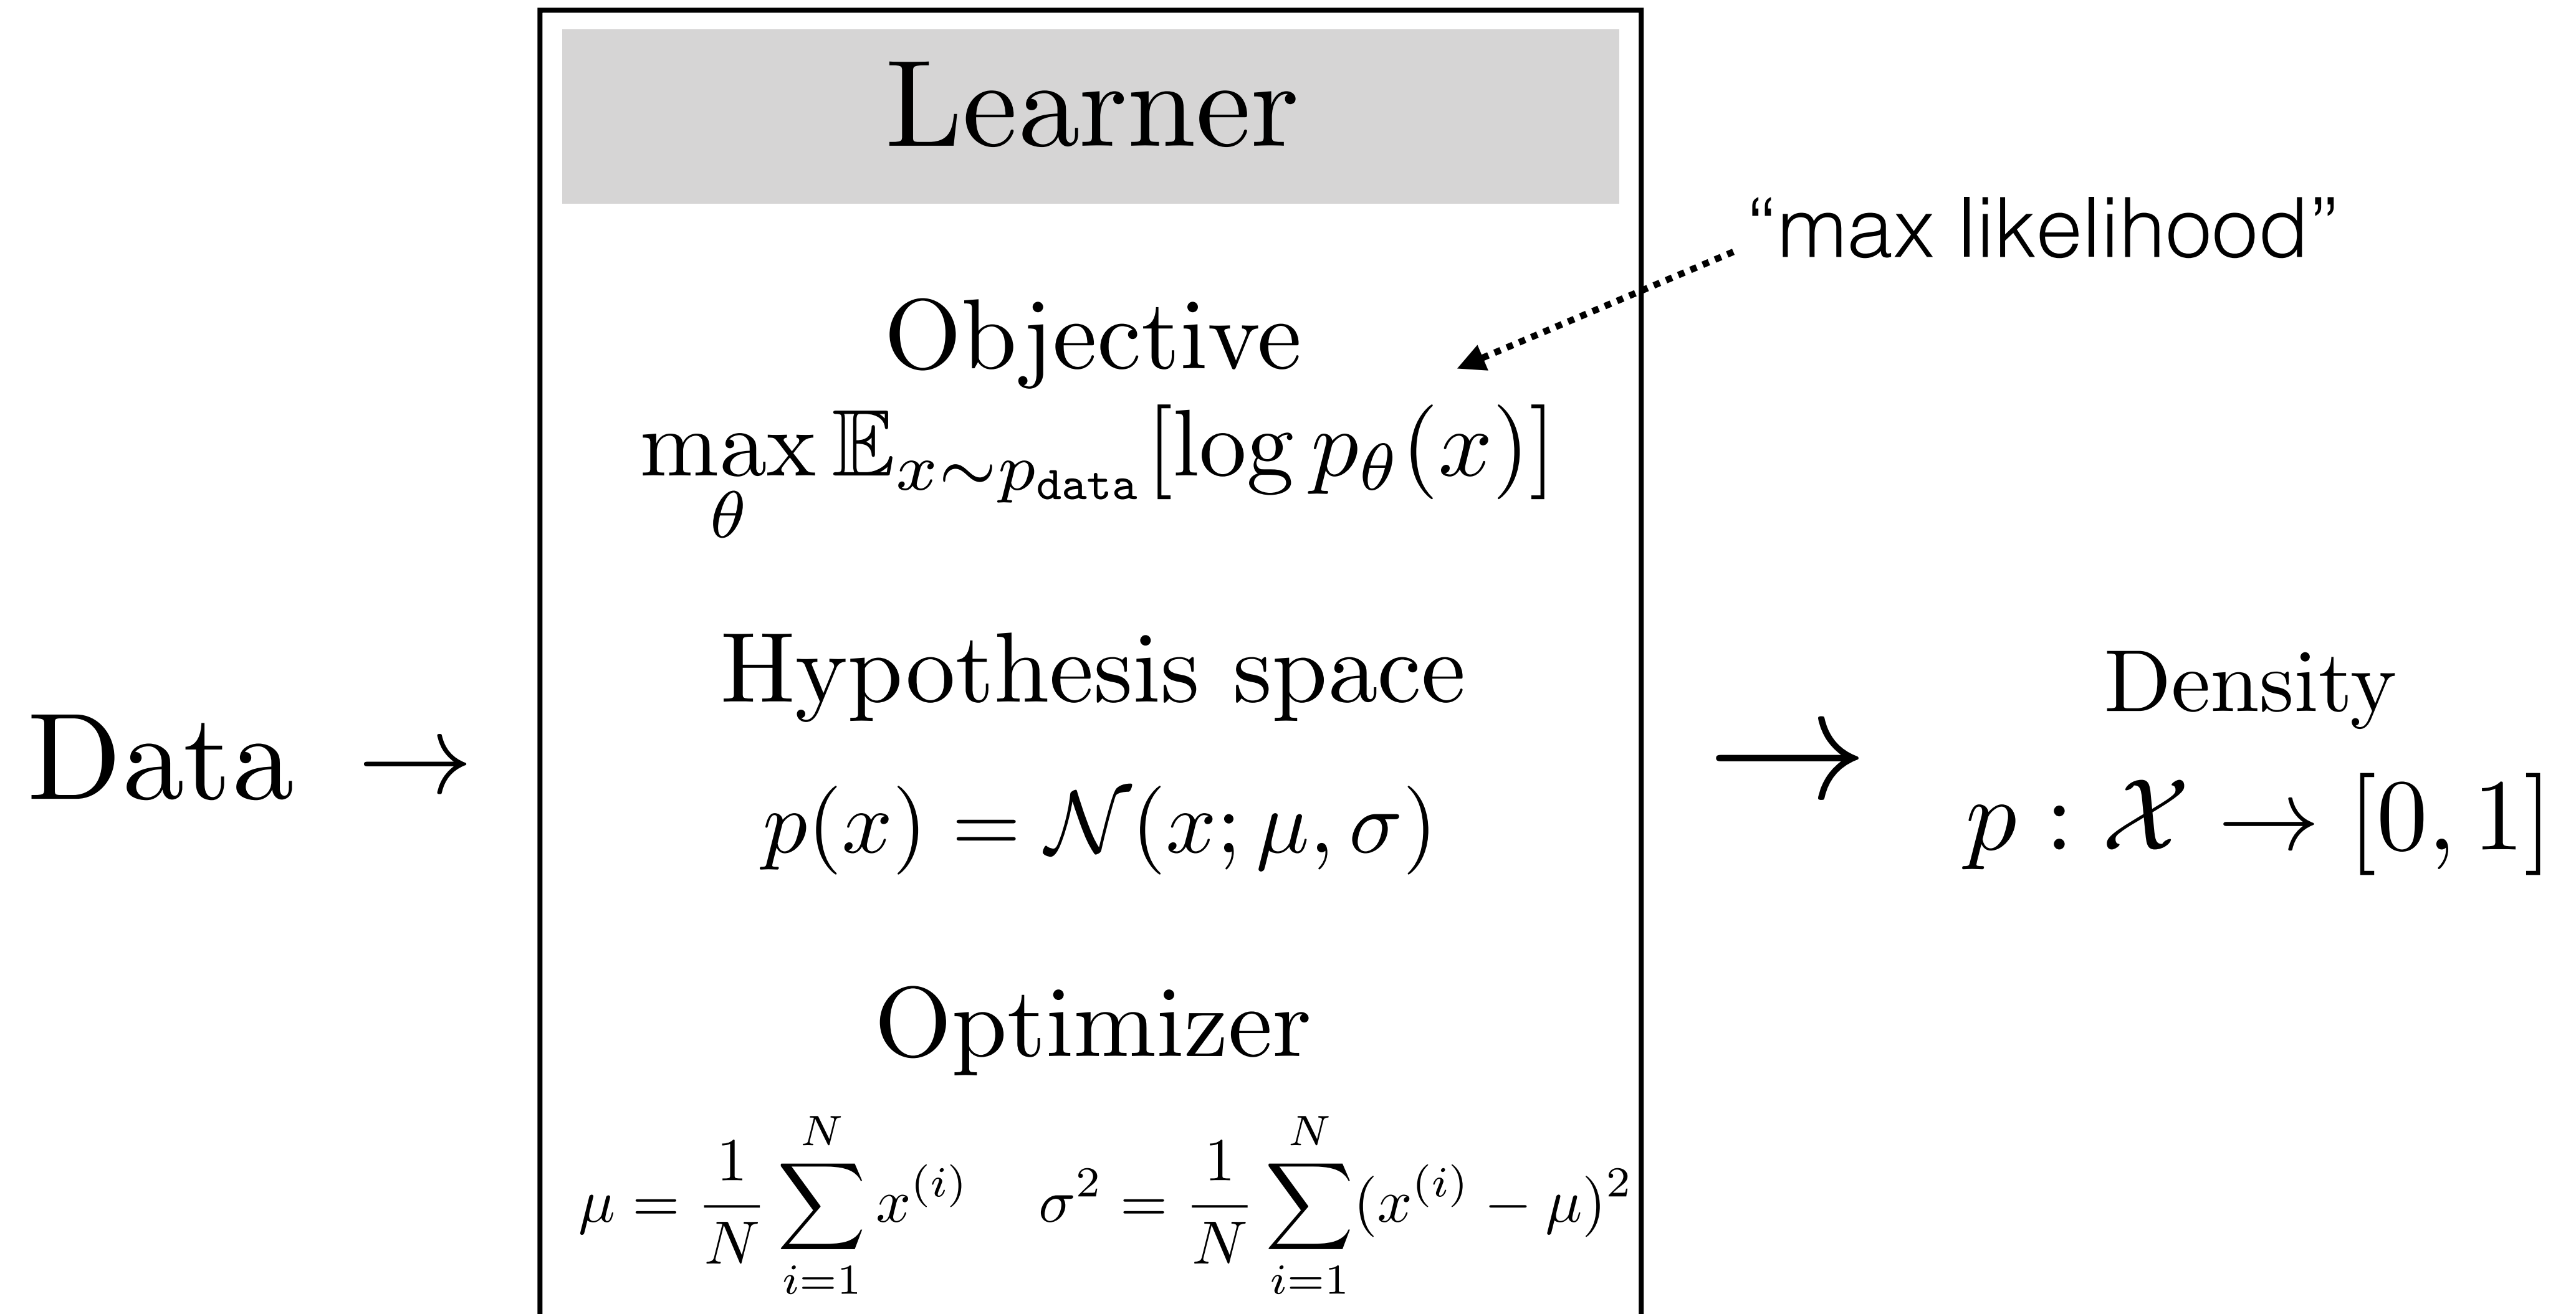 Learner
“max likelihood”
Objective
max_θ 𝔼_{x∼p_data}[log p_θ(x)]
Hypothesis space
p(x) = 𝒩(x; μ, σ)
Data →
→
Density
p : 𝒳 → [0, 1]
Optimizer
μ = 1/N ∑_{i=1}^{N} x^{(i)} σ² = 1/N ∑_{i=1}^{N} (x^{(i)} − μ)²